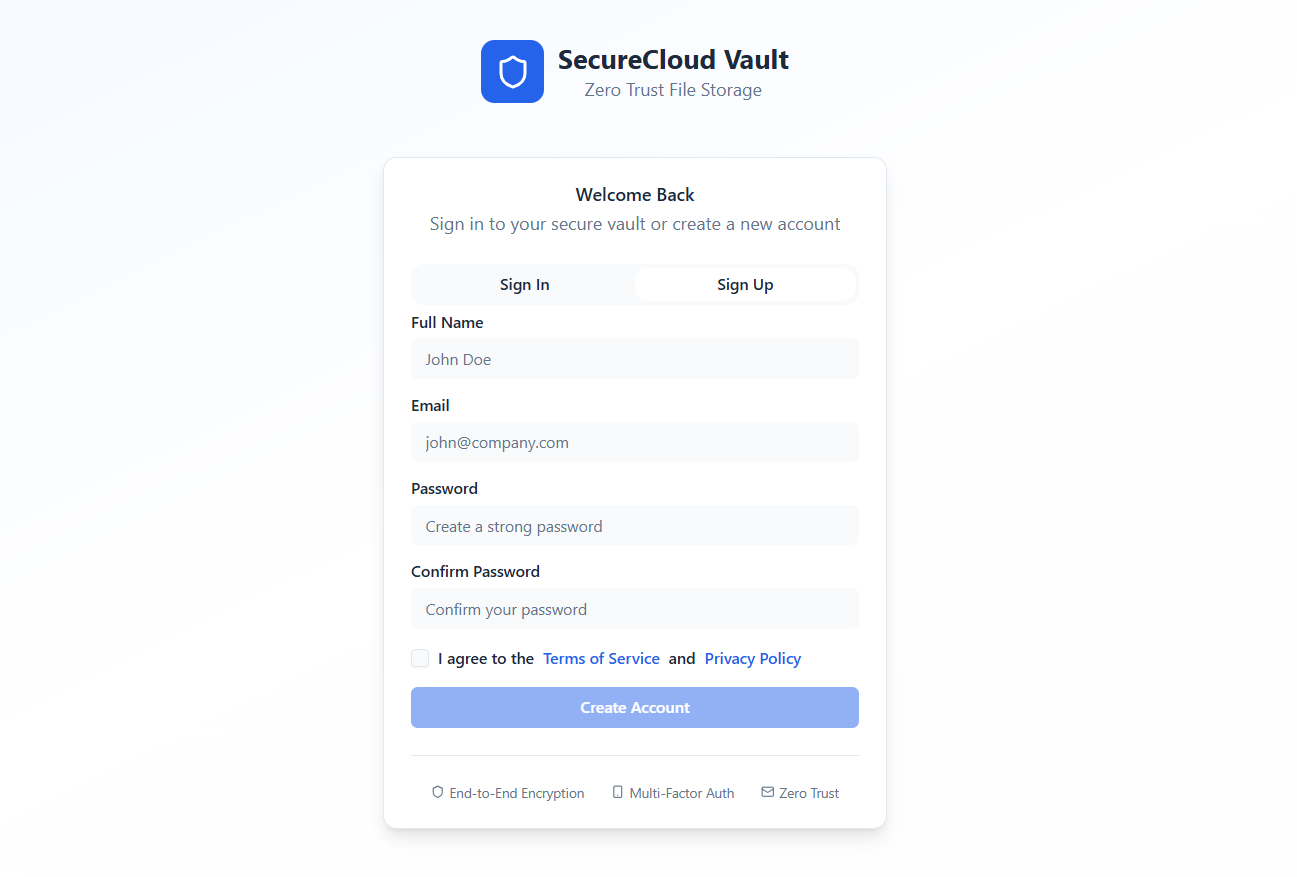 SecureCloud Vault
Zero Trust File Storage
Welcome Back
Sign in to your secure vault or create a new account
Sign In Sign Up
Full Name
John Doe
Email
john@company.com
Password
Create a strong password
Confirm Password
Confirm your password
I agree to the Terms of Service and Privacy Policy
Create Account
End-to-End Encryption Multi-Factor Auth Zero Trust